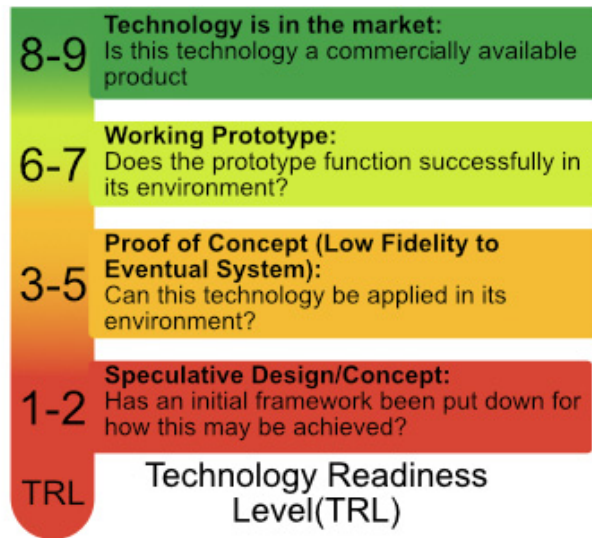 8-9
Technology is in the market:
Is this technology a commercially available
product
6-7
Working Prototype:
Does the prototype function successfully in
its environment?
3-5
Proof of Concept (Low Fidelity to
Eventual System):
Can this technology be applied in its
environment?
1-2
Speculative Design/Concept:
Has an initial framework been put down for
how this may be achieved?
TRL
Technology Readiness
Level(TRL)